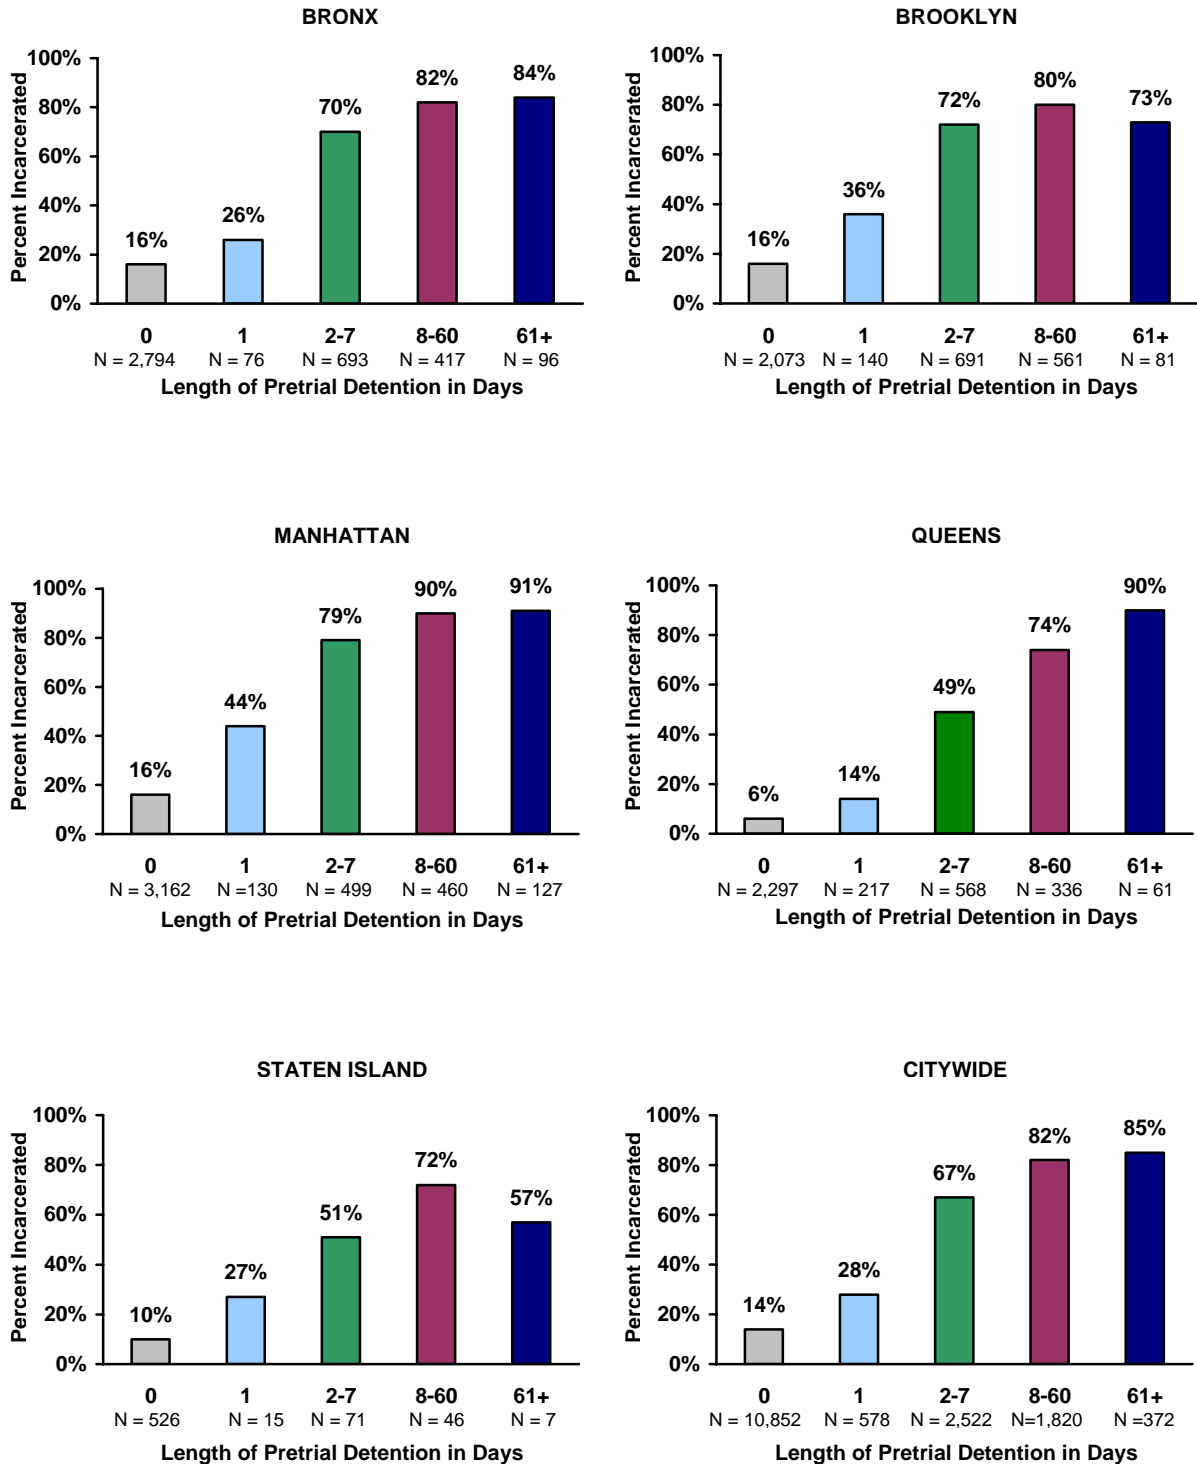 BRONX
Percent Incarcerated
100%
80%
60%
40%
20%
0%
16%
26%
70%
82%
84%
0 1 2-7 8-60 61+
N = 2,794 N = 76 N = 693 N = 417 N = 96
Length of Pretrial Detention in Days
BROOKLYN
Percent Incarcerated
100%
80%
60%
40%
20%
0%
16%
36%
72%
80%
73%
0 1 2-7 8-60 61+
N = 2,073 N = 140 N = 691 N = 561 N = 81
Length of Pretrial Detention in Days
MANHATTAN
Percent Incarcerated
100%
80%
60%
40%
20%
0%
16%
44%
79%
90%
91%
0 1 2-7 8-60 61+
N = 3,162 N =130 N = 499 N = 460 N = 127
Length of Pretrial Detention in Days
QUEENS
Percent Incarcerated
100%
80%
60%
40%
20%
0%
6%
14%
49%
74%
90%
0 1 2-7 8-60 61+
N = 2,297 N = 217 N = 568 N = 336 N = 61
Length of Pretrial Detention in Days
STATEN ISLAND
Percent Incarcerated
100%
80%
60%
40%
20%
0%
10%
27%
51%
72%
57%
0 1 2-7 8-60 61+
N = 526 N = 15 N = 71 N = 46 N = 7
Length of Pretrial Detention in Days
CITYWIDE
Percent Incarcerated
100%
80%
60%
40%
20%
0%
14%
28%
67%
82%
85%
0 1 2-7 8-60 61+
N = 10,852 N = 578 N = 2,522 N=1,820 N =372
Length of Pretrial Detention in Days